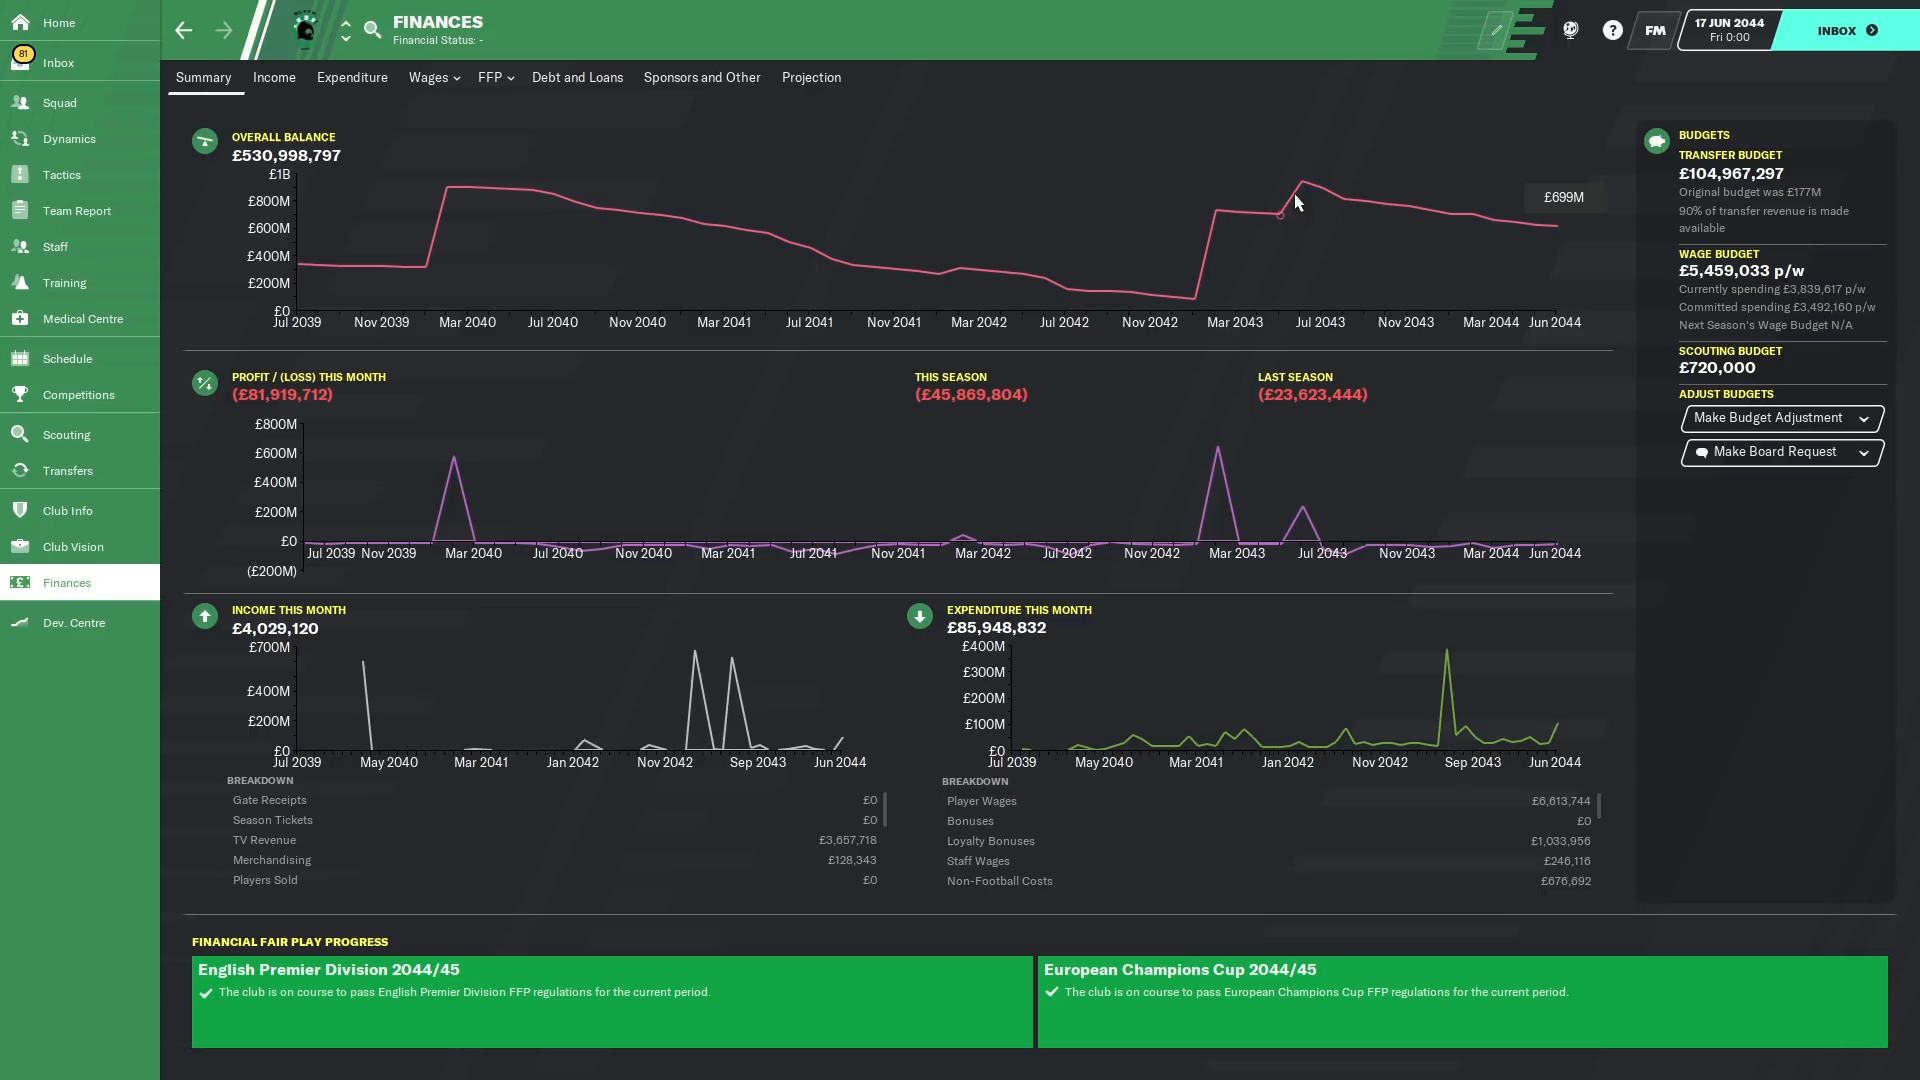 Home
81
Inbox
Squad
Dynamics
Tactics
Team Report
Staff
Training
Medical Centre
Schedule
Competitions
Scouting
Transfers
Club Info
Club Vision
Finances
Dev. Centre
FINANCES
Financial Status: -
?
FM
17 JUN 2044
Fri 0:00
INBOX
Summary Income Expenditure Wages FFP Debt and Loans Sponsors and Other Projection
OVERALL BALANCE
£530,998,797
£1B
£800M
£600M
£400M
£200M
£0
£699M
Jul 2039 Nov 2039 Mar 2040 Jul 2040 Nov 2040 Mar 2041 Jul 2041 Nov 2041 Mar 2042 Jul 2042 Nov 2042 Mar 2043 Jul 2043 Nov 2043 Mar 2044 Jun 2044
PROFIT / (LOSS) THIS MONTH
(£81,919,712)
THIS SEASON
(£45,869,804)
LAST SEASON
(£23,623,444)
£800M
£600M
£400M
£200M
£0
(£200M)
Jul 2039 Nov 2039 Mar 2040 Jul 2040 Nov 2040 Mar 2041 Jul 2041 Nov 2041 Mar 2042 Jul 2042 Nov 2042 Mar 2043 Jul 2043 Nov 2043 Mar 2044 Jun 2044
INCOME THIS MONTH
£4,029,120
£700M
£400M
£200M
£0
Jul 2039 May 2040 Mar 2041 Jan 2042 Nov 2042 Sep 2043 Jun 2044
BREAKDOWN
Gate Receipts £0
Season Tickets £0
TV Revenue £3,657,718
Merchandising £128,343
Players Sold £0
EXPENDITURE THIS MONTH
£85,948,832
£400M
£300M
£200M
£100M
£0
Jul 2039 May 2040 Mar 2041 Jan 2042 Nov 2042 Sep 2043 Jun 2044
BREAKDOWN
Player Wages £6,613,744
Bonuses £0
Loyalty Bonuses £1,033,956
Staff Wages £246,116
Non-Football Costs £676,692
BUDGETS
TRANSFER BUDGET
£104,967,297
Original budget was £177M
90% of transfer revenue is made
available
WAGE BUDGET
£5,459,033 p/w
Currently spending £3,839,617 p/w
Committed spending £3,492,160 p/w
Next Season's Wage Budget N/A
SCOUTING BUDGET
£720,000
ADJUST BUDGETS
Make Budget Adjustment
Make Board Request
FINANCIAL FAIR PLAY PROGRESS
English Premier Division 2044/45
The club is on course to pass English Premier Division FFP regulations for the current period.
European Champions Cup 2044/45
The club is on course to pass European Champions Cup FFP regulations for the current period.